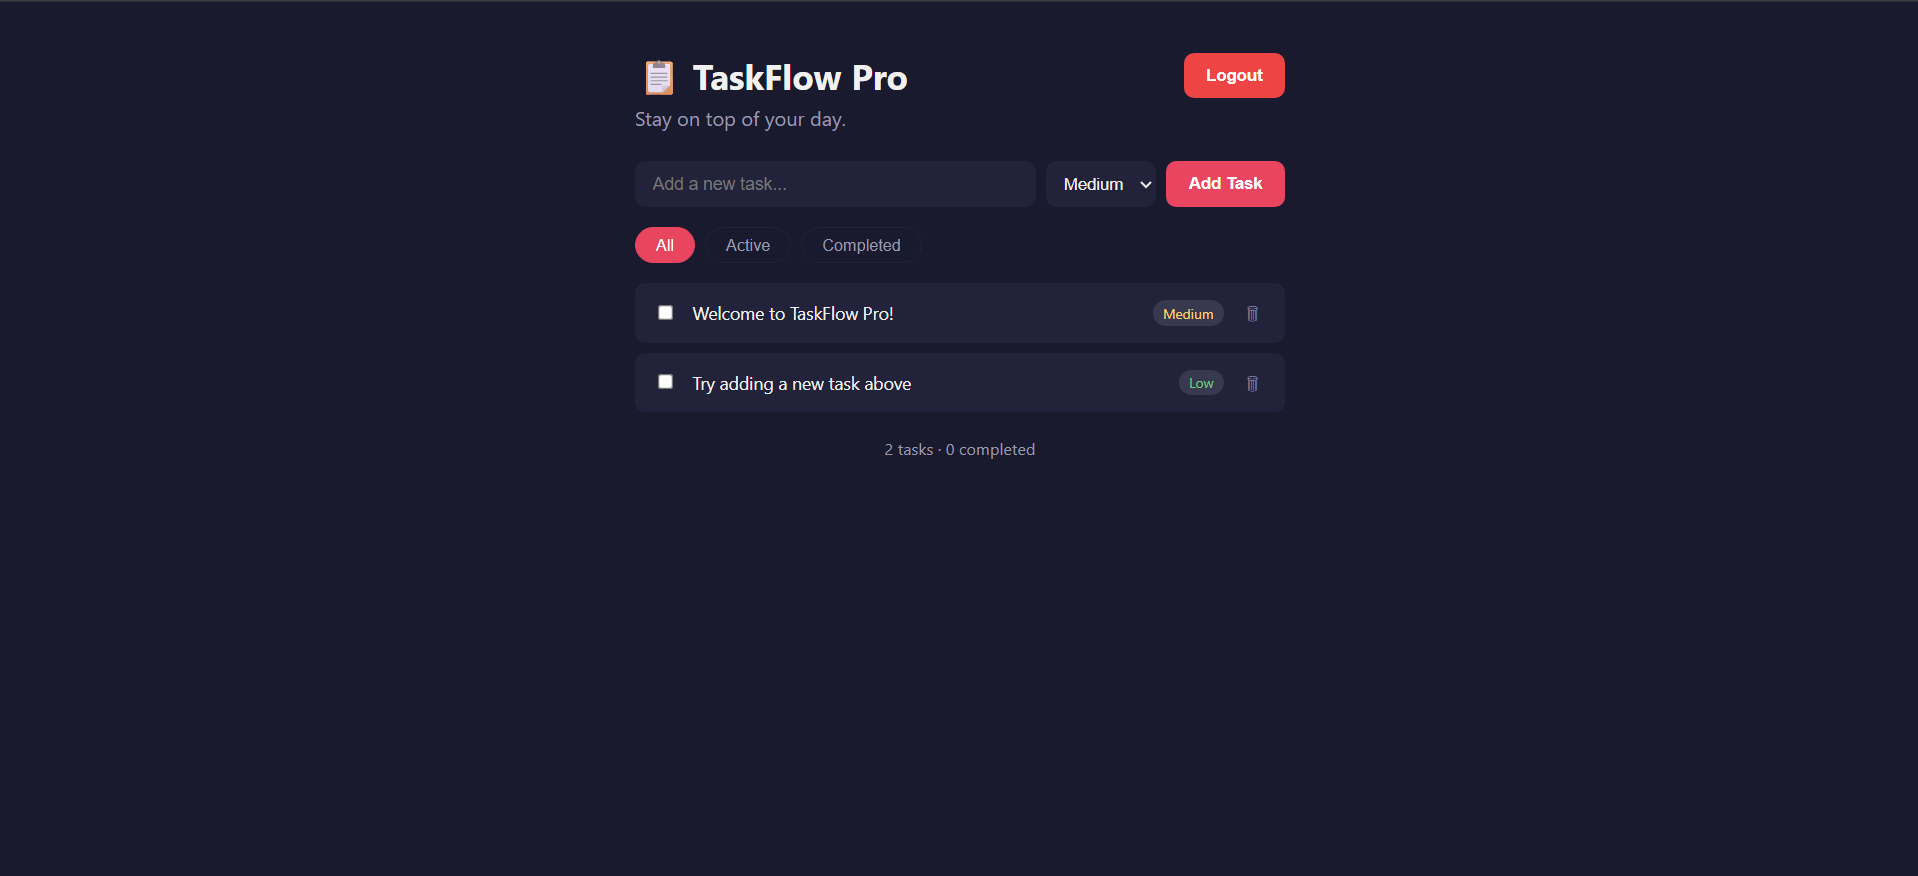 TaskFlow Pro
Logout
Stay on top of your day.
Add a new task...
Medium
Add Task
All
Active
Completed
Welcome to TaskFlow Pro!
Medium
Try adding a new task above
Low
2 tasks · 0 completed